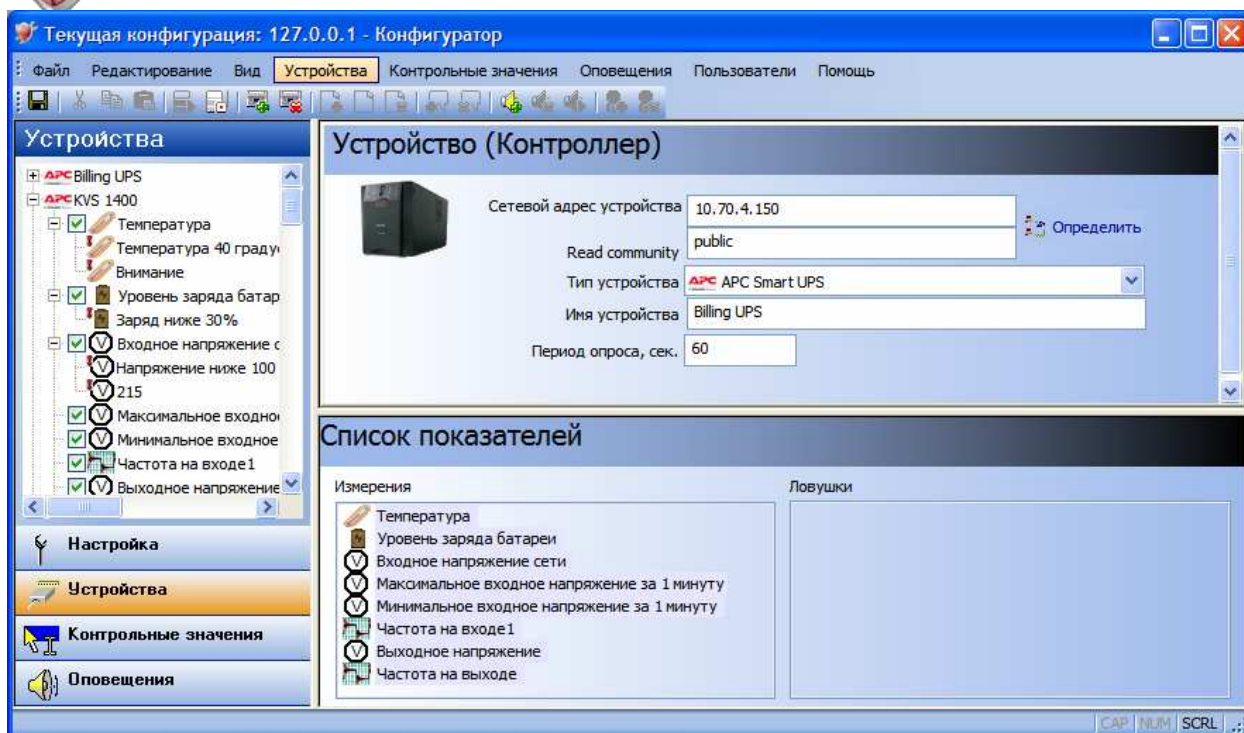 Текущая конфигурация: 127.0.0.1 - Конфигуратор
Файл Редактирование Вид Устройства Контрольные значения Оповещения Пользователи Помощь
Устройства
APC Billing UPS
APC KVS 1400
Температура
Температура 40 граду
Внимание
Уровень заряда батар
Заряд ниже 30%
Входное напряжение с
Напряжение ниже 100
215
Максимальное входно
Минимальное входное
Частота на входе1
Выходное напряжение
Настройка
Устройства
Контрольные значения
Оповещения
Устройство (Контроллер)
Сетевой адрес устройства 10.70.4.150
Определить
Read community public
Тип устройства APC APC Smart UPS
Имя устройства Billing UPS
Период опроса, сек. 60
Список показателей
Измерения
Температура
Уровень заряда батареи
Входное напряжение сети
Максимальное входное напряжение за 1 минуту
Минимальное входное напряжение за 1 минуту
Частота на входе1
Выходное напряжение
Частота на выходе
Ловушки
CAP NUM SCRL